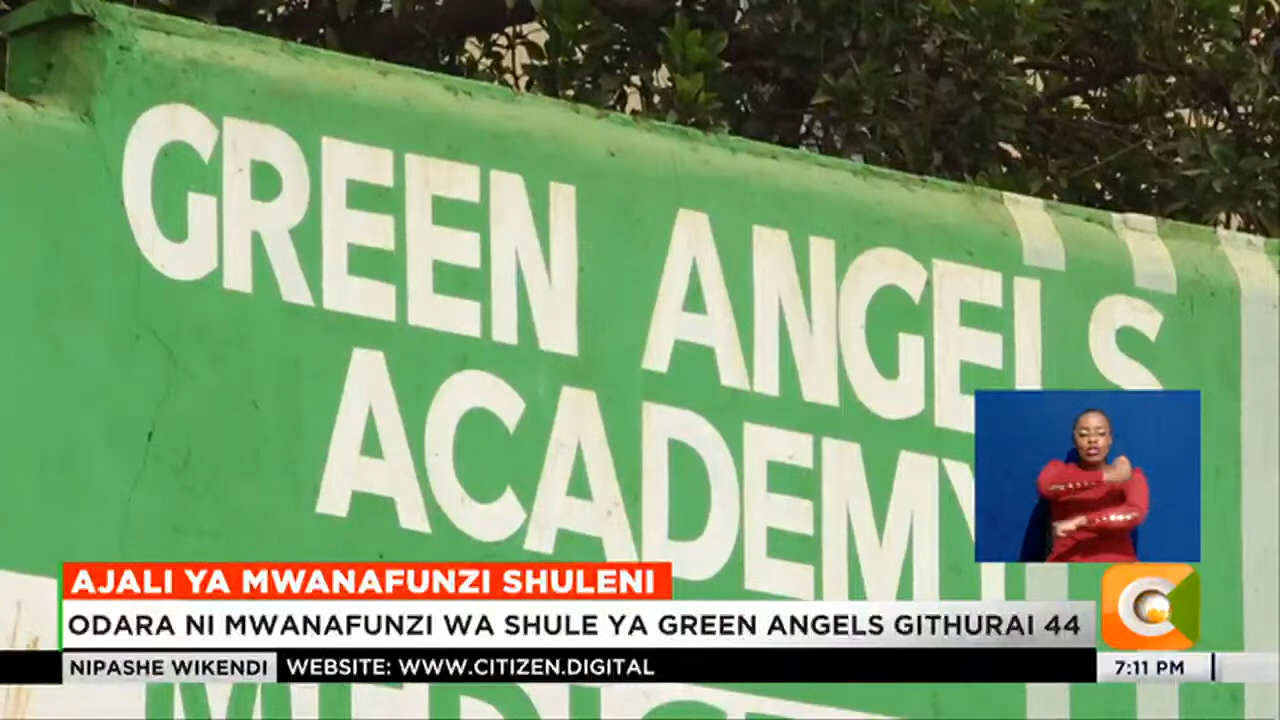 GREEN ANGELS
ACADEMY
AJALI YA MWANAFUNZI SHULENI
ODARA NI MWANAFUNZI WA SHULE YA GREEN ANGELS GITHURAI 44
NIPASHE WIKENDI
WEBSITE: WWW.CITIZEN.DIGITAL
7:11 PM